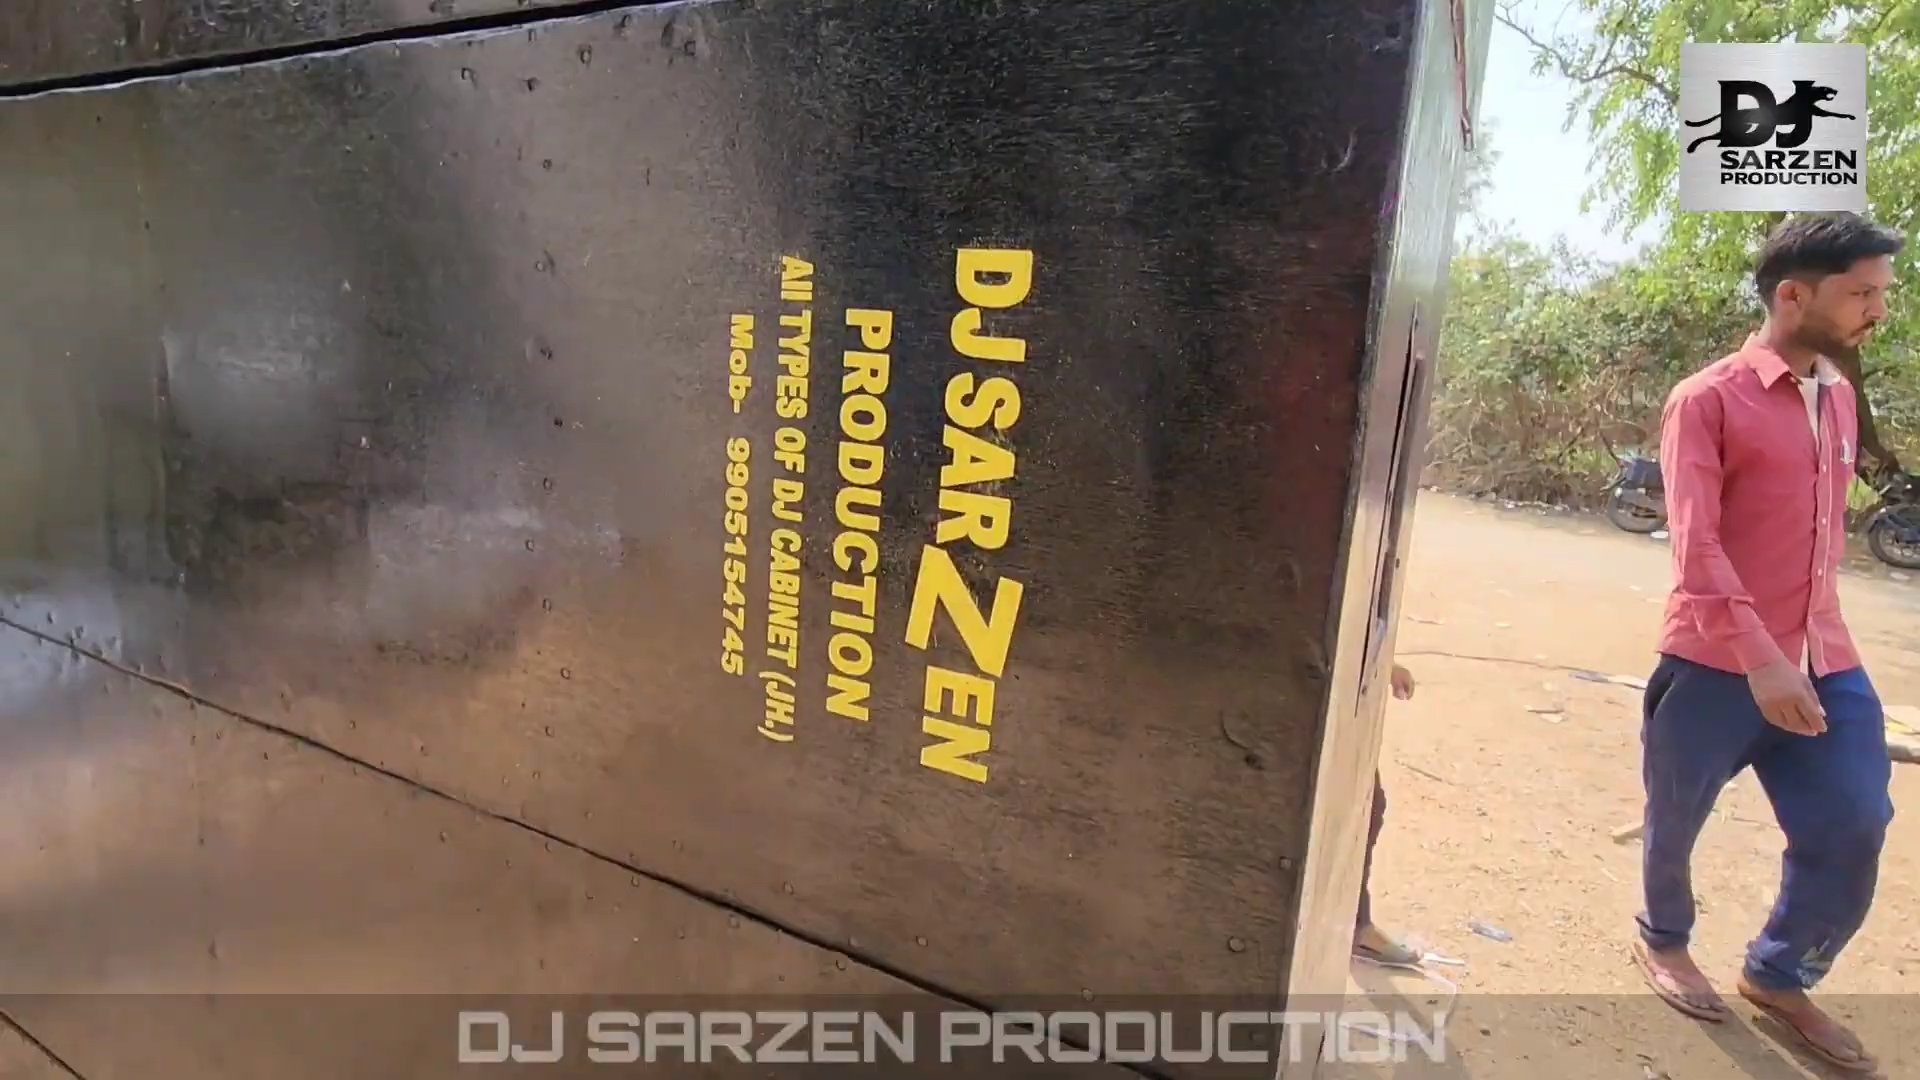 DJ SARZEN
PRODUCTION
All TYPES OF DJ CABINET (JH.)
Mob- 9905154745
DJ
SARZEN
PRODUCTION
DJ SARZEN PRODUCTION